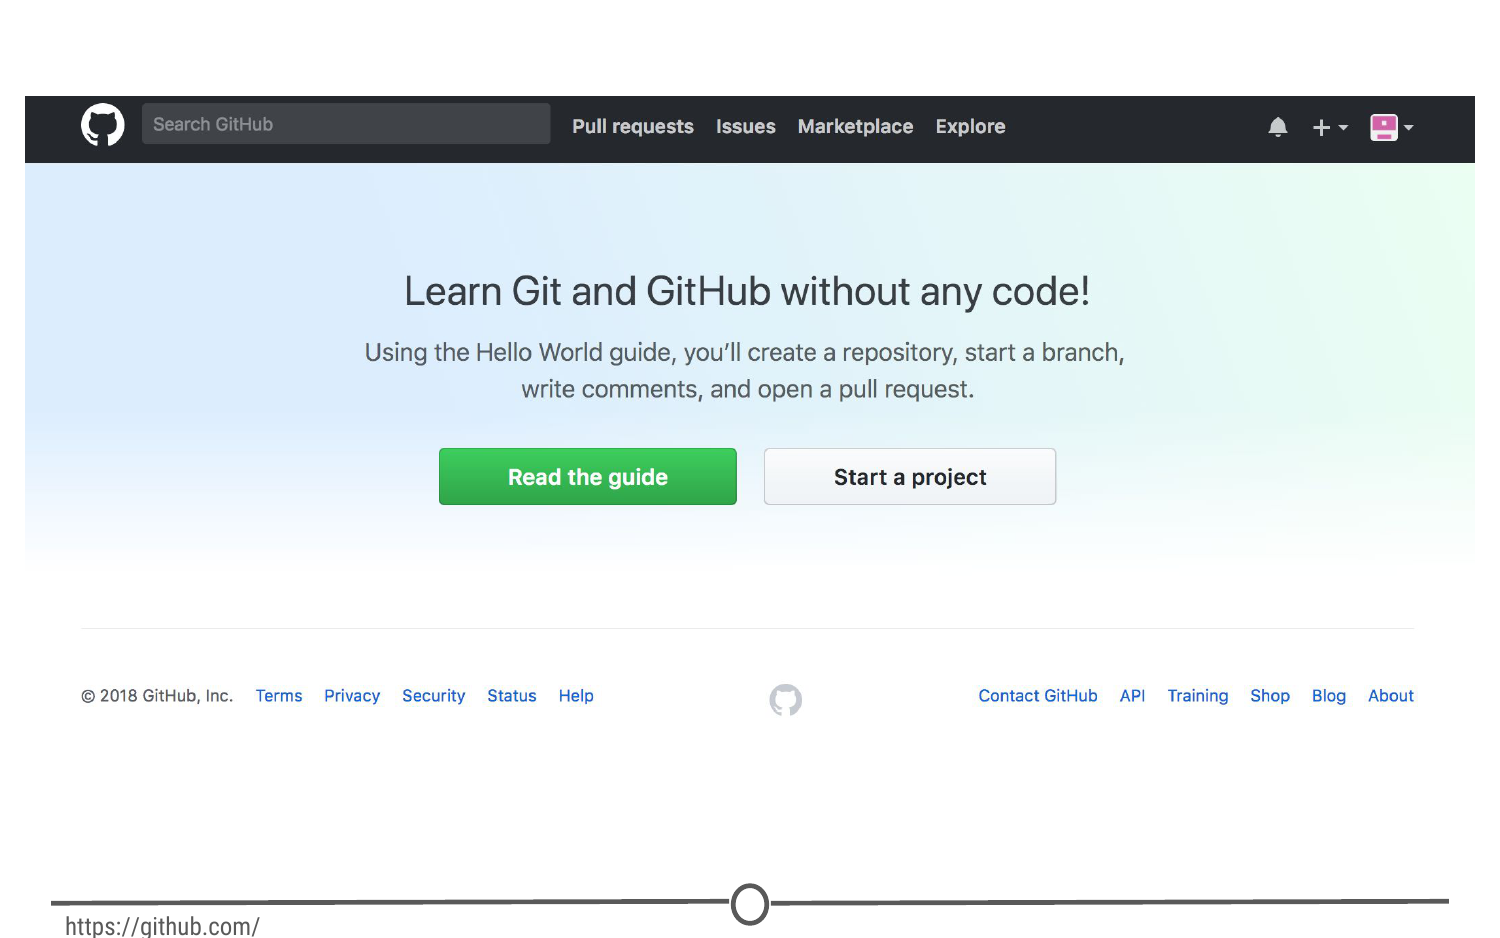 Search GitHub Pull requests Issues Marketplace Explore
Learn Git and GitHub without any code!
Using the Hello World guide, you’ll create a repository, start a branch,
write comments, and open a pull request.
Read the guide Start a project
© 2018 GitHub, Inc. Terms Privacy Security Status Help Contact GitHub API Training Shop Blog About
https://github.com/